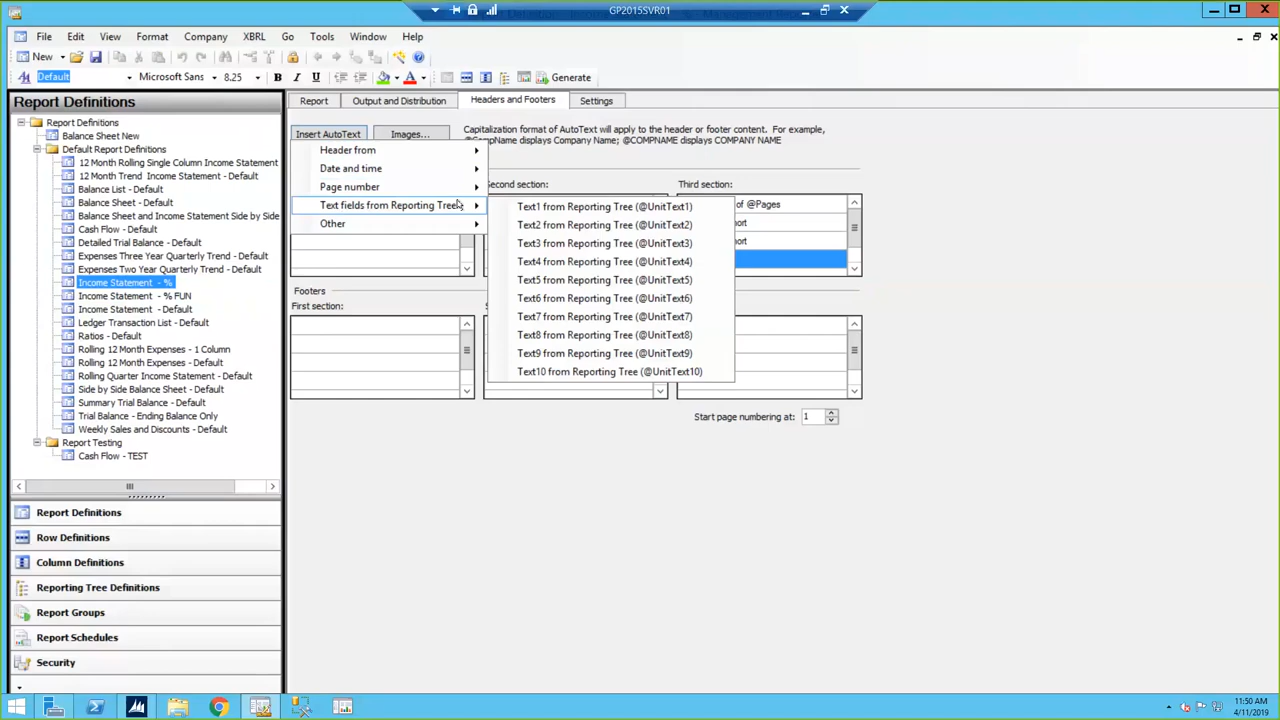 GP2015SVR01
File Edit View Format Company XBRL Go Tools Window Help
New
Default Microsoft Sans 8.25 B I U A Generate
Report Definitions
Report Definitions
Balance Sheet New
Default Report Definitions
12 Month Rolling Single Column Income Statement
12 Month Trend Income Statement - Default
Balance List - Default
Balance Sheet - Default
Balance Sheet and Income Statement Side by Side
Cash Flow - Default
Detailed Trial Balance - Default
Expenses Three Year Quarterly Trend - Default
Expenses Two Year Quarterly Trend - Default
Income Statement - %
Income Statement - % FUN
Income Statement - Default
Ledger Transaction List - Default
Ratios - Default
Rolling 12 Month Expenses - 1 Column
Rolling 12 Month Expenses - Default
Rolling Quarter Income Statement - Default
Side by Side Balance Sheet - Default
Summary Trial Balance - Default
Trial Balance - Ending Balance Only
Weekly Sales and Discounts - Default
Report Testing
Cash Flow - TEST
Report Definitions
Row Definitions
Column Definitions
Reporting Tree Definitions
Report Groups
Report Schedules
Security
Report Output and Distribution Headers and Footers Settings
Insert AutoText Images...
Capitalization format of AutoText will apply to the header or footer content. For example,
@CompName displays Company Name; @COMPNAME displays COMPANY NAME
Header from
Date and time
Page number
Text fields from Reporting Tree
Other
Second section: Third section:
of @Pages
port
port
Text1 from Reporting Tree (@UnitText1)
Text2 from Reporting Tree (@UnitText2)
Text3 from Reporting Tree (@UnitText3)
Text4 from Reporting Tree (@UnitText4)
Text5 from Reporting Tree (@UnitText5)
Text6 from Reporting Tree (@UnitText6)
Text7 from Reporting Tree (@UnitText7)
Text8 from Reporting Tree (@UnitText8)
Text9 from Reporting Tree (@UnitText9)
Text10 from Reporting Tree (@UnitText10)
Footers
First section:
Start page numbering at: 1
11:50 AM
4/11/2019